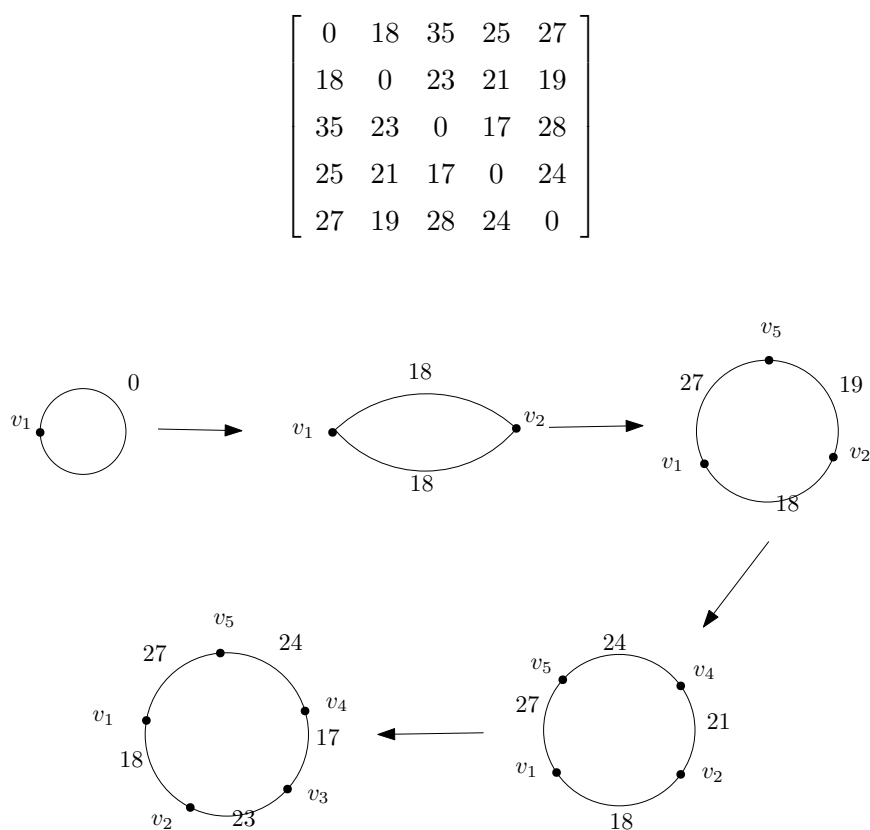 0 18 35 25 27
18 0 23 21 19
35 23 0 17 28
25 21 17 0 24
27 19 28 24 0
v1 0
18
v1 v2
18
v5
27 19
v1 v2
18
v5
27 24
v1 v4
18 17
v2 23 v3
24
v5 v4
27 21
v1 v2
18